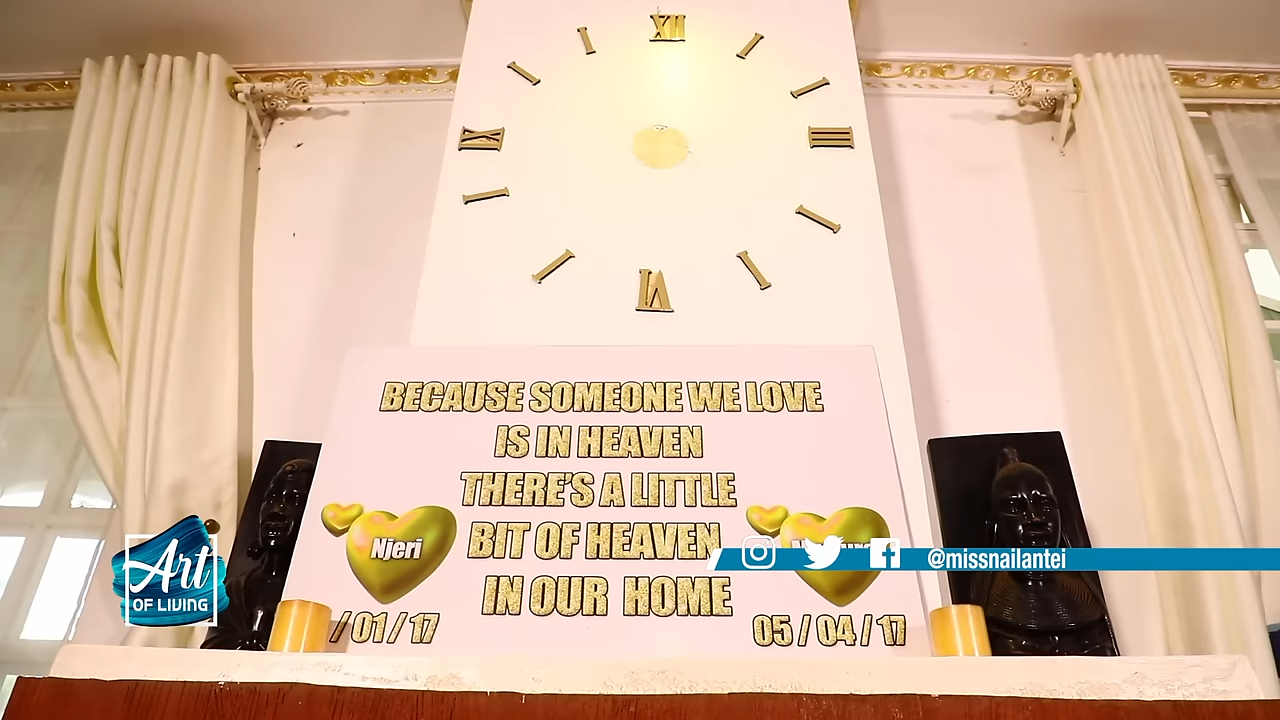 XII
III
VI
IX
BECAUSE SOMEONE WE LOVE
IS IN HEAVEN
THERE'S A LITTLE
BIT OF HEAVEN
IN OUR HOME
Njeri
/ 01 / 17
05 / 04 / 17
Art
OF LIVING
@missnailantei